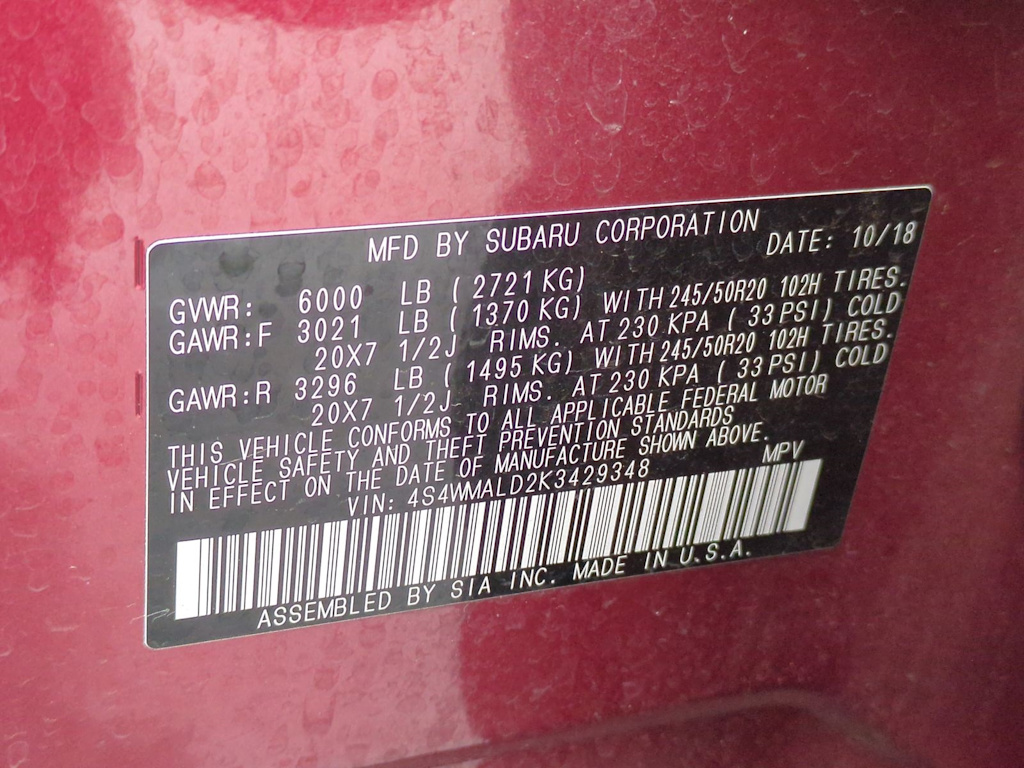 MFD BY SUBARU CORPORATION DATE: 10/18
GVWR: 6000 LB ( 2721 KG)
GAWR:F 3021 LB ( 1370 KG) WITH 245/50R20 102H TIRES.
20X7 1/2J RIMS. AT 230 KPA ( 33 PSI) COLD
GAWR:R 3296 LB ( 1495 KG) WITH 245/50R20 102H TIRES.
20X7 1/2J RIMS. AT 230 KPA ( 33 PSI) COLD
THIS VEHICLE CONFORMS TO ALL APPLICABLE FEDERAL MOTOR
VEHICLE SAFETY AND THEFT PREVENTION STANDARDS
IN EFFECT ON THE DATE OF MANUFACTURE SHOWN ABOVE.
VIN: 4S4WMALD2K3429348 MPV
ASSEMBLED BY SIA INC. MADE IN U.S.A.